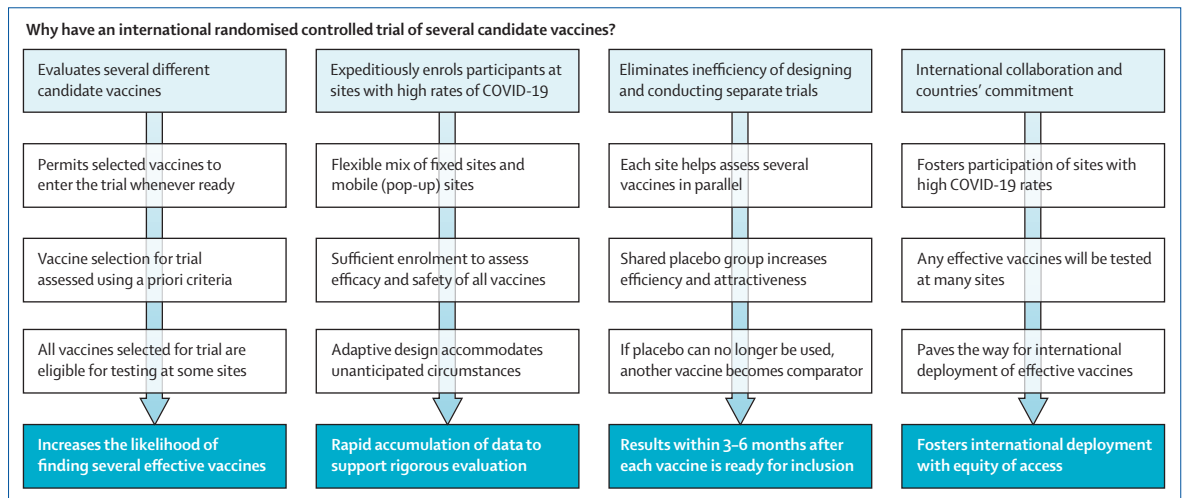 Why have an international randomised controlled trial of several candidate vaccines?
Evaluates several different
candidate vaccines
Permits selected vaccines to
enter the trial whenever ready
Vaccine selection for trial
assessed using a priori criteria
All vaccines selected for trial are
eligible for testing at some sites
Increases the likelihood of
finding several effective vaccines
Expeditiously enrols participants at
sites with high rates of COVID-19
Flexible mix of fixed sites and
mobile (pop-up) sites
Sufficient enrolment to assess
efficacy and safety of all vaccines
Adaptive design accommodates
unanticipated circumstances
Rapid accumulation of data to
support rigorous evaluation
Eliminates inefficiency of designing
and conducting separate trials
Each site helps assess several
vaccines in parallel
Shared placebo group increases
efficiency and attractiveness
If placebo can no longer be used,
another vaccine becomes comparator
Results within 3–6 months after
each vaccine is ready for inclusion
International collaboration and
countries’ commitment
Fosters participation of sites with
high COVID-19 rates
Any effective vaccines will be tested
at many sites
Paves the way for international
deployment of effective vaccines
Fosters international deployment
with equity of access